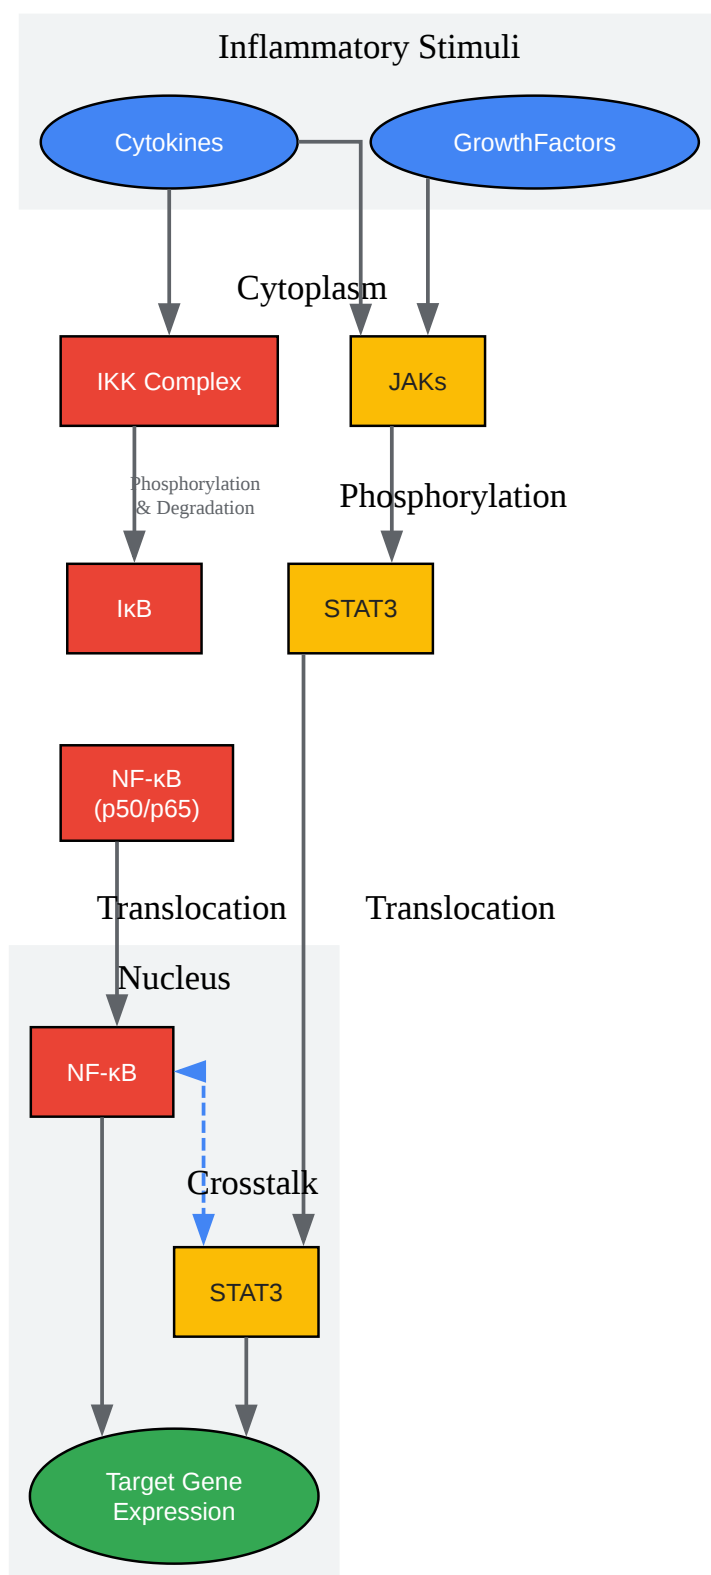 Inflammatory Stimuli
Cytokines
GrowthFactors
Cytoplasm
IKK Complex
JAKs
Phosphorylation
& Degradation
Phosphorylation
IκB
STAT3
NF-κB
(p50/p65)
Translocation
Translocation
Nucleus
NF-κB
Crosstalk
STAT3
Target Gene
Expression